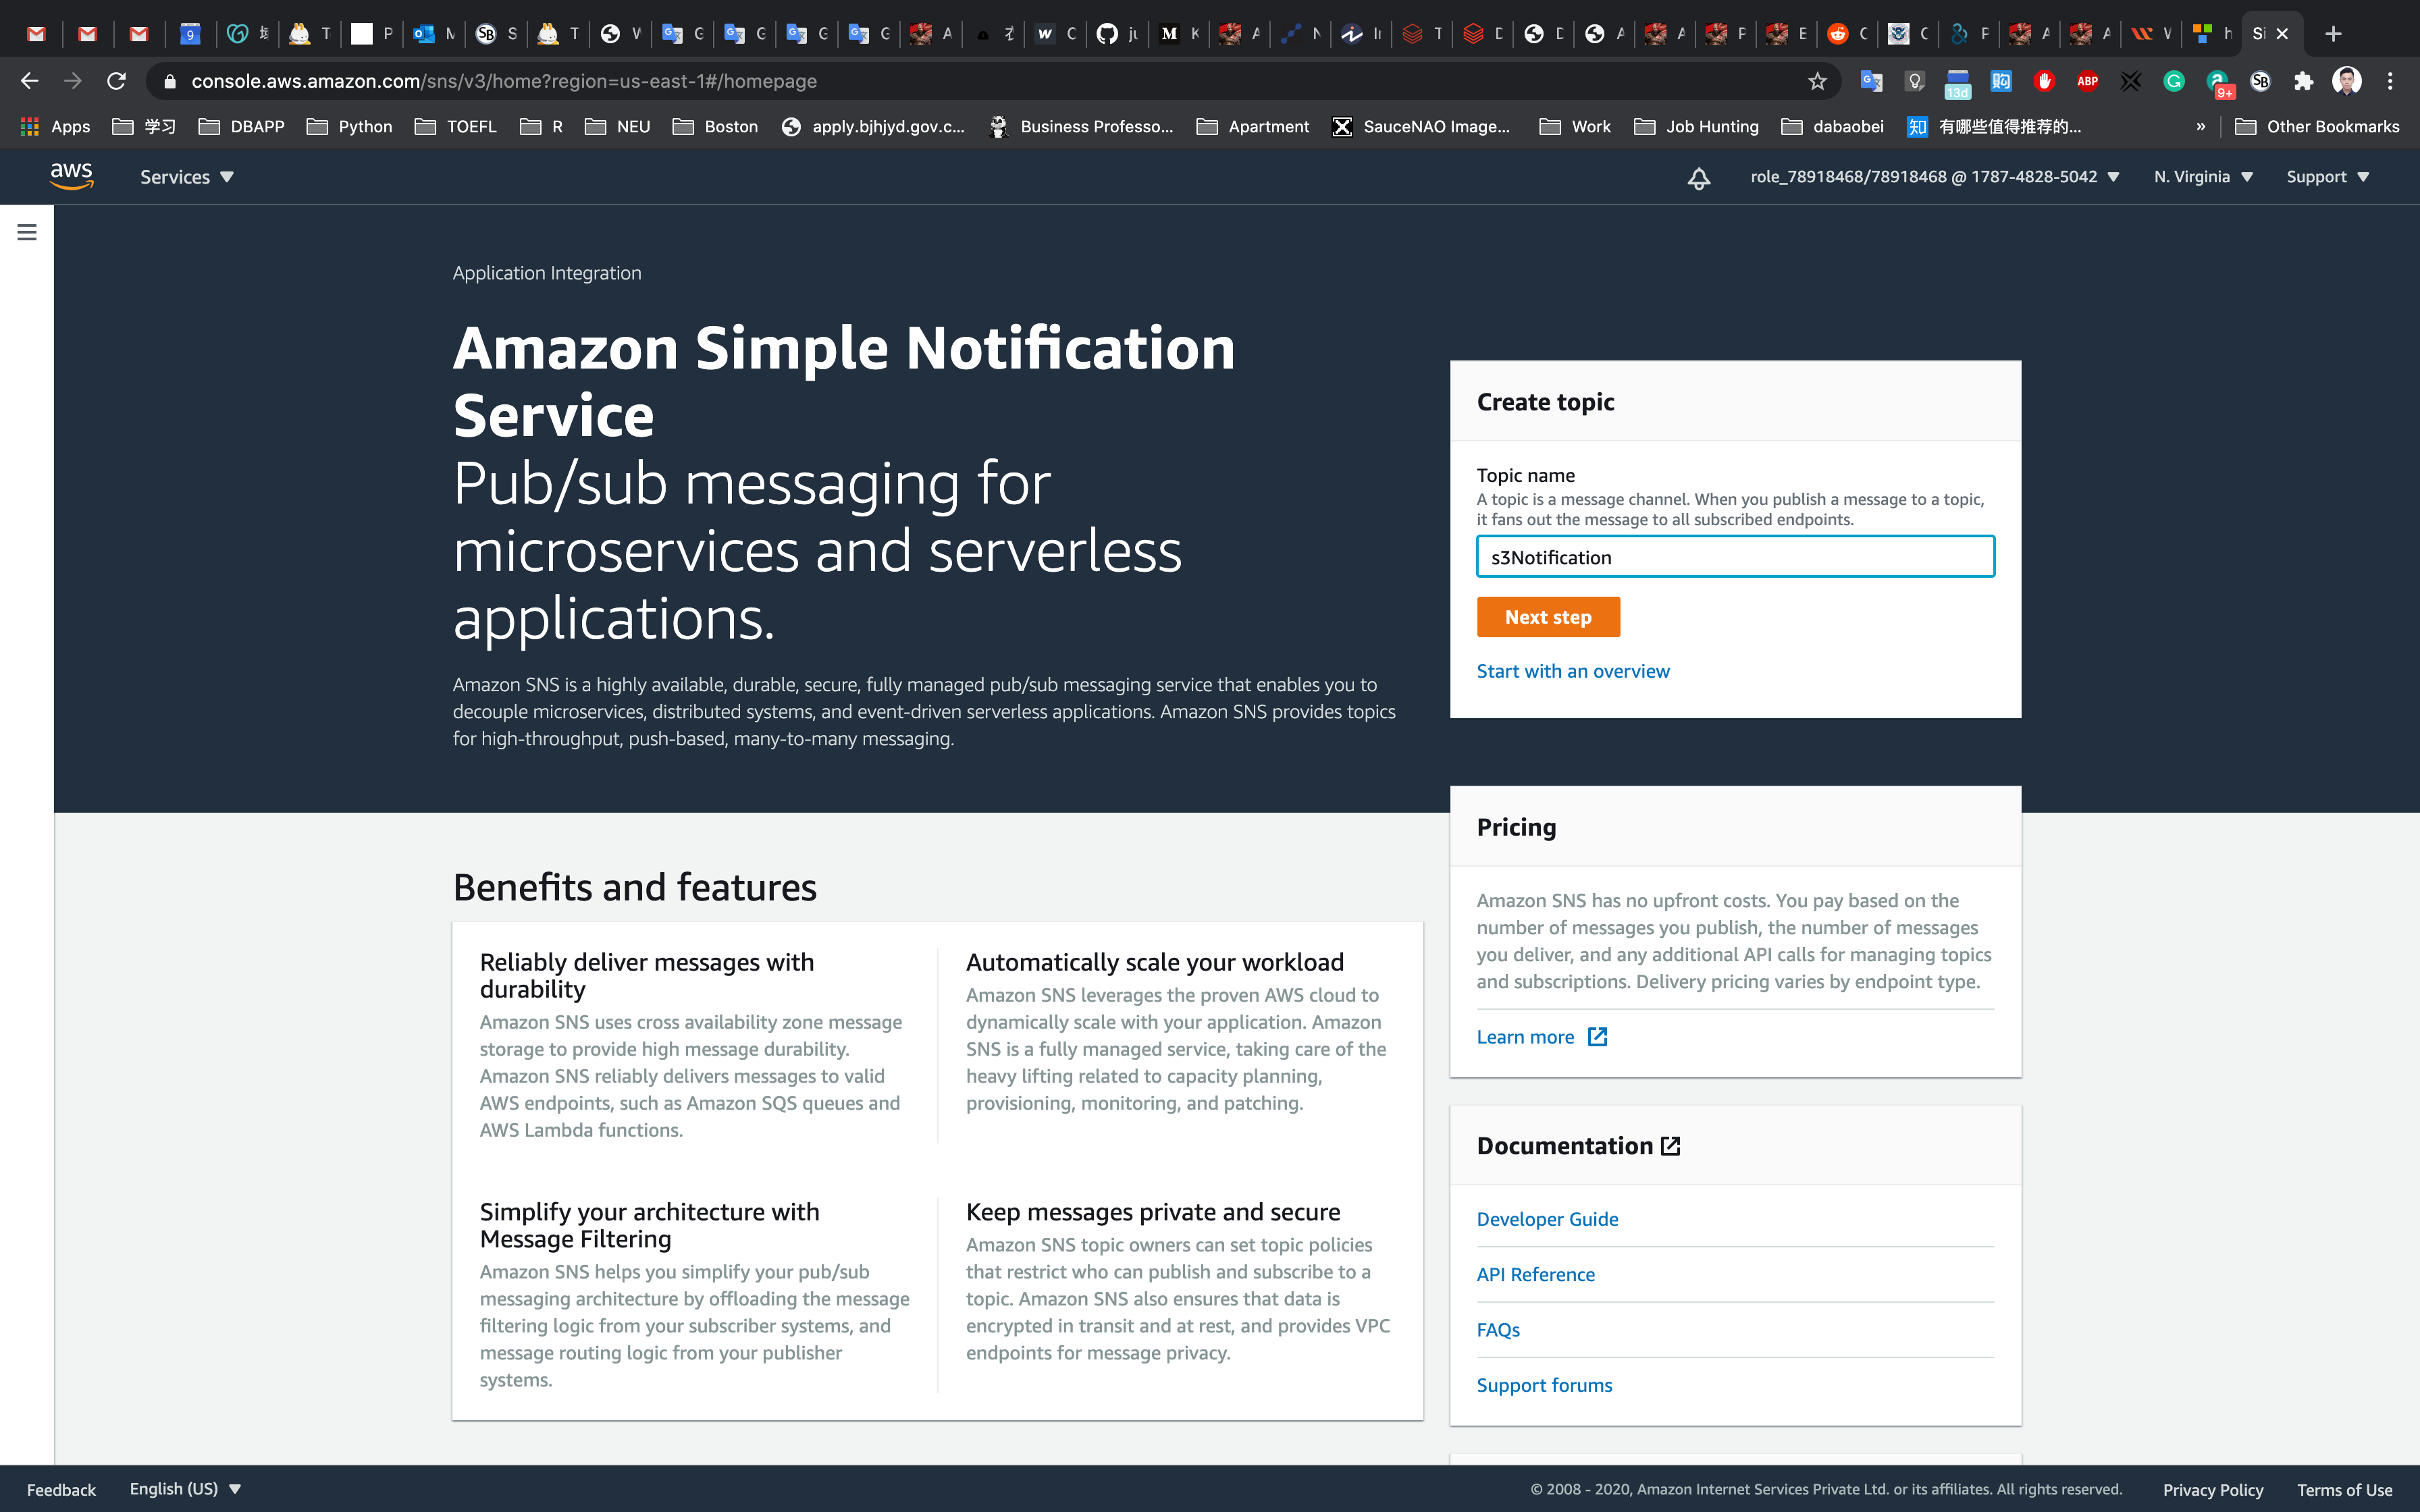 9
T
P
M
S
T
G
G
G
G
A
W
C
M
K
A
N
T
D
D
A
A
P
E
C
C
P
A
A
V
h
Si
console.aws.amazon.com/sns/v3/home?region=us-east-1#/homepage
13d
ABP
9+
Apps
学习
DBAPP
Python
TOEFL
R
NEU
Boston
apply.bjhjyd.gov.c...
Business Professo...
Apartment
SauceNAO Image...
Work
Job Hunting
dabaobei
知 有哪些值得推荐的...
»
Other Bookmarks
aws
Services
role_78918468/78918468 @ 1787-4828-5042
N. Virginia
Support
Application Integration
Amazon Simple Notification
Service
Pub/sub messaging for
microservices and serverless
applications.
Amazon SNS is a highly available, durable, secure, fully managed pub/sub messaging service that enables you to
decouple microservices, distributed systems, and event-driven serverless applications. Amazon SNS provides topics
for high-throughput, push-based, many-to-many messaging.
Create topic
Topic name
A topic is a message channel. When you publish a message to a topic,
it fans out the message to all subscribed endpoints.
s3Notification
Next step
Start with an overview
Pricing
Amazon SNS has no upfront costs. You pay based on the
number of messages you publish, the number of messages
you deliver, and any additional API calls for managing topics
and subscriptions. Delivery pricing varies by endpoint type.
Learn more
Benefits and features
Reliably deliver messages with
durability
Amazon SNS uses cross availability zone message
storage to provide high message durability.
Amazon SNS reliably delivers messages to valid
AWS endpoints, such as Amazon SQS queues and
AWS Lambda functions.
Automatically scale your workload
Amazon SNS leverages the proven AWS cloud to
dynamically scale with your application. Amazon
SNS is a fully managed service, taking care of the
heavy lifting related to capacity planning,
provisioning, monitoring, and patching.
Simplify your architecture with
Message Filtering
Amazon SNS helps you simplify your pub/sub
messaging architecture by offloading the message
filtering logic from your subscriber systems, and
message routing logic from your publisher
systems.
Keep messages private and secure
Amazon SNS topic owners can set topic policies
that restrict who can publish and subscribe to a
topic. Amazon SNS also ensures that data is
encrypted in transit and at rest, and provides VPC
endpoints for message privacy.
Documentation
Developer Guide
API Reference
FAQs
Support forums
Feedback
English (US)
© 2008 - 2020, Amazon Internet Services Private Ltd. or its affiliates. All rights reserved.
Privacy Policy
Terms of Use